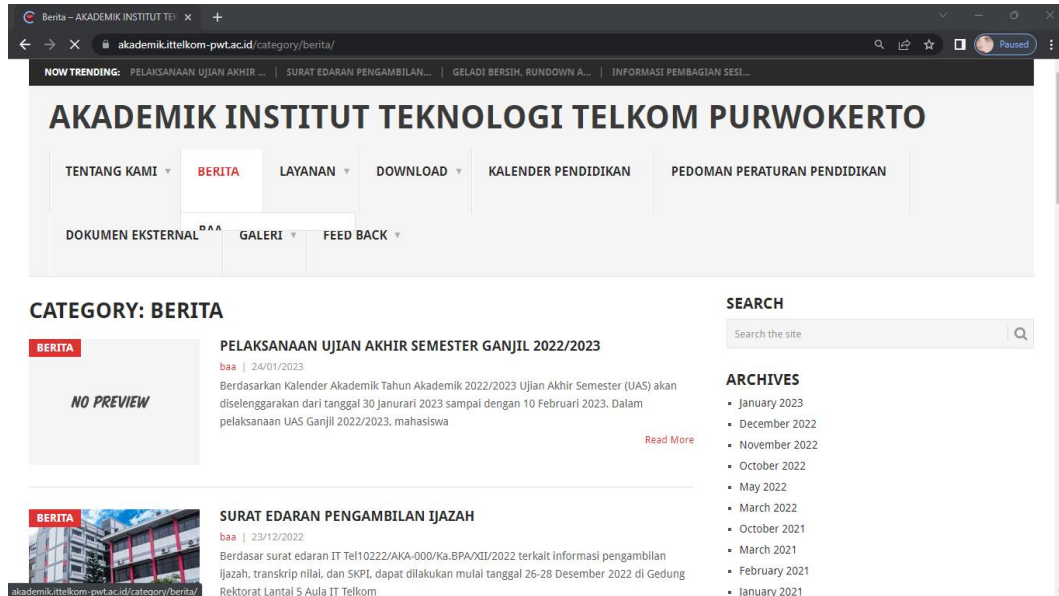 Berita – AKADEMIK INSTITUT TEK
akademik.ittelkom-pwt.ac.id/category/berita/
Paused
NOW TRENDING: PELAKSANAAN UJIAN AKHIR ... | SURAT EDARAN PENGAMBILAN... | GELADI BERSIH, RUNDOWN A... | INFORMASI PEMBAGIAN SESI...
AKADEMIK INSTITUT TEKNOLOGI TELKOM PURWOKERTO
TENTANG KAMI BERITA LAYANAN DOWNLOAD KALENDER PENDIDIKAN PEDOMAN PERATURAN PENDIDIKAN
BAA
DOKUMEN EKSTERNAL GALERI FEED BACK
CATEGORY: BERITA
BERITA
NO PREVIEW
PELAKSANAAN UJIAN AKHIR SEMESTER GANJIL 2022/2023
baa | 24/01/2023
Berdasarkan Kalender Akademik Tahun Akademik 2022/2023 Ujian Akhir Semester (UAS) akan
diselenggarakan dari tanggal 30 Janurari 2023 sampai dengan 10 Februari 2023. Dalam
pelaksanaan UAS Ganjil 2022/2023, mahasiswa
Read More
BERITA
SURAT EDARAN PENGAMBILAN IJAZAH
baa | 23/12/2022
Berdasar surat edaran IT Tel10222/AKA-000/Ka.BPA/XII/2022 terkait informasi pengambilan
ijazah, transkrip nilai, dan SKPI, dapat dilakukan mulai tanggal 26-28 Desember 2022 di Gedung
Rektorat Lantai 5 Aula IT Telkom
SEARCH
Search the site
ARCHIVES
January 2023
December 2022
November 2022
October 2022
May 2022
March 2022
October 2021
March 2021
February 2021
January 2021
akademik.ittelkom-pwt.ac.id/category/berita/